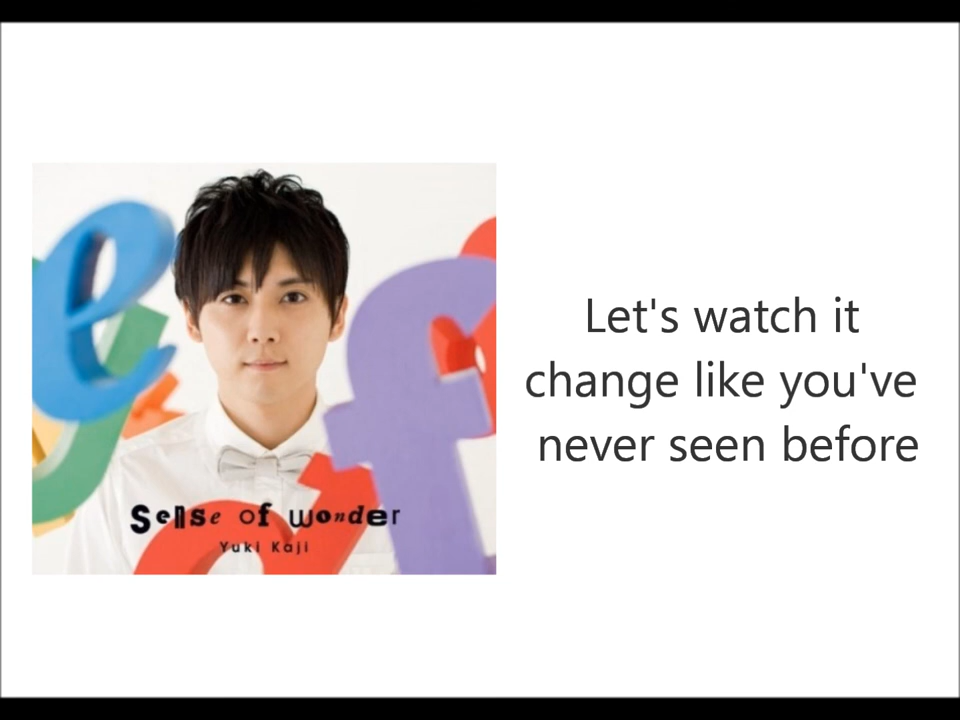 Sense of wonder
Yuki Kaji
Let's watch it
change like you've
never seen before